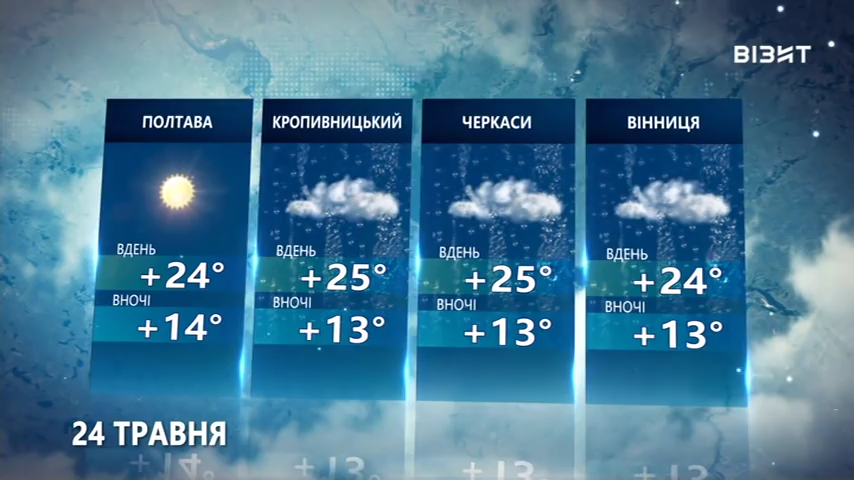 ВІЗИТ
ПОЛТАВА
ВДЕНЬ
+24°
ВНОЧІ
+14°
КРОПИВНИЦЬКИЙ
ВДЕНЬ
+25°
ВНОЧІ
+13°
ЧЕРКАСИ
ВДЕНЬ
+25°
ВНОЧІ
+13°
ВІННИЦЯ
ВДЕНЬ
+24°
ВНОЧІ
+13°
24 ТРАВНЯ